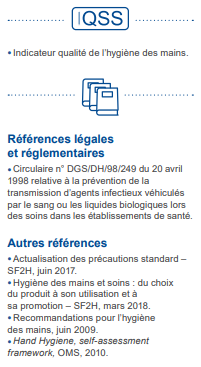 IQSS
• Indicateur qualité de l'hygiène des mains.
Références légales
et réglementaires
• Circulaire n° DGS/DH/98/249 du 20 avril
1998 relative à la prévention de la
transmission d'agents infectieux véhiculés
par le sang ou les liquides biologiques lors
des soins dans les établissements de santé.
Autres références
• Actualisation des précautions standard –
SF2H, juin 2017.
• Hygiène des mains et soins : du choix
du produit à son utilisation et à
sa promotion – SF2H, mars 2018.
• Recommandations pour l'hygiène
des mains, juin 2009.
• Hand Hygiene, self-assessment
framework, OMS, 2010.